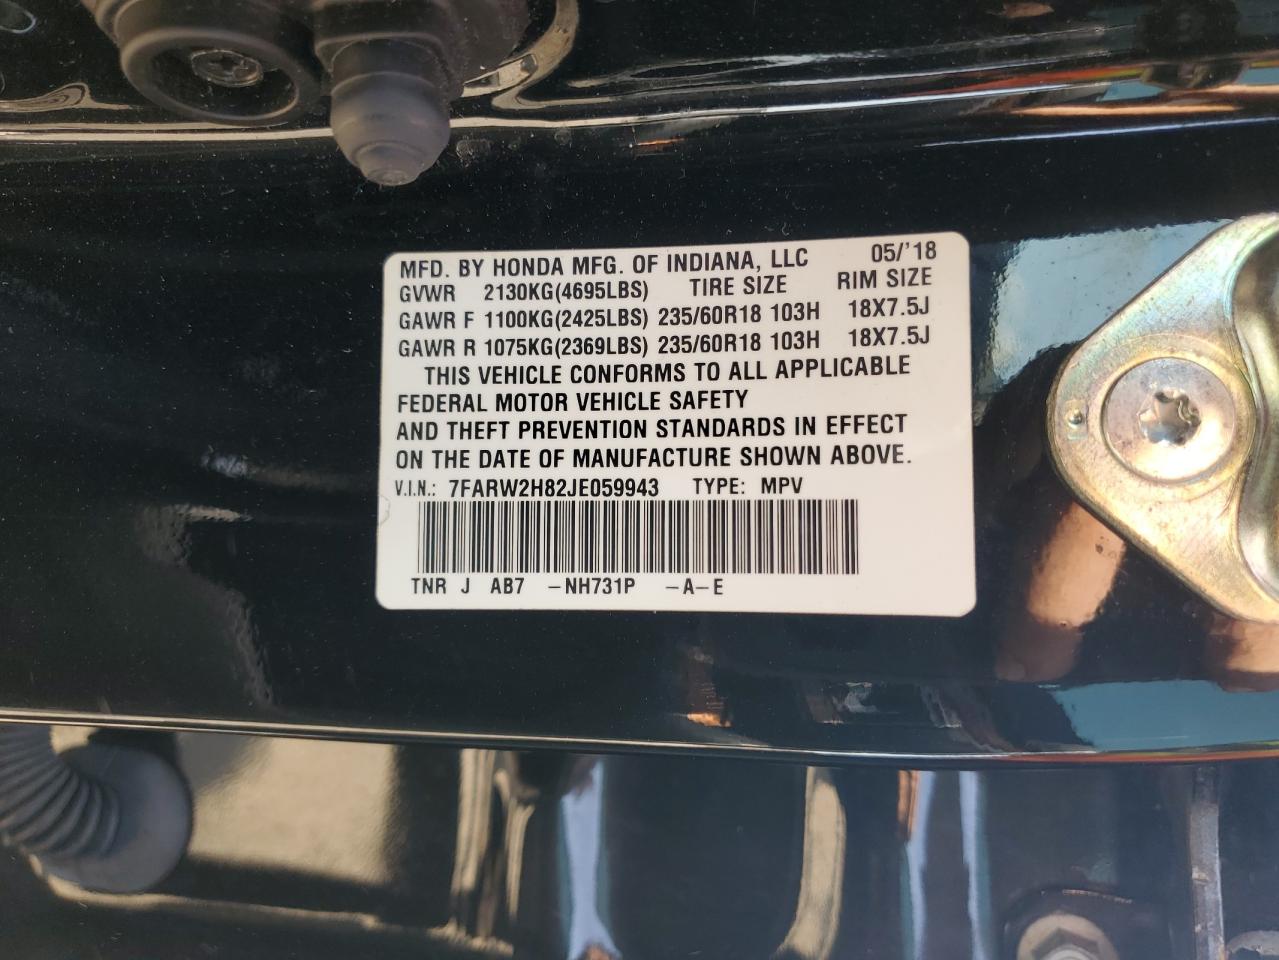 MFD. BY HONDA MFG. OF INDIANA, LLC 05/'18
GVWR 2130KG(4695LBS) TIRE SIZE RIM SIZE
GAWR F 1100KG(2425LBS) 235/60R18 103H 18X7.5J
GAWR R 1075KG(2369LBS) 235/60R18 103H 18X7.5J
THIS VEHICLE CONFORMS TO ALL APPLICABLE
FEDERAL MOTOR VEHICLE SAFETY
AND THEFT PREVENTION STANDARDS IN EFFECT
ON THE DATE OF MANUFACTURE SHOWN ABOVE.
V.I.N.: 7FARW2H82JE059943 TYPE: MPV
TNR J AB7 -NH731P -A-E